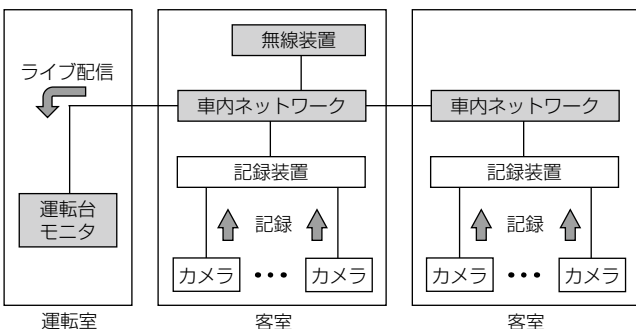 ライブ配信
運転台
モニタ
運転室
無線装置
車内ネットワーク
記録装置
記録
カメラ ••• カメラ
客室
車内ネットワーク
記録装置
記録
カメラ ••• カメラ
客室